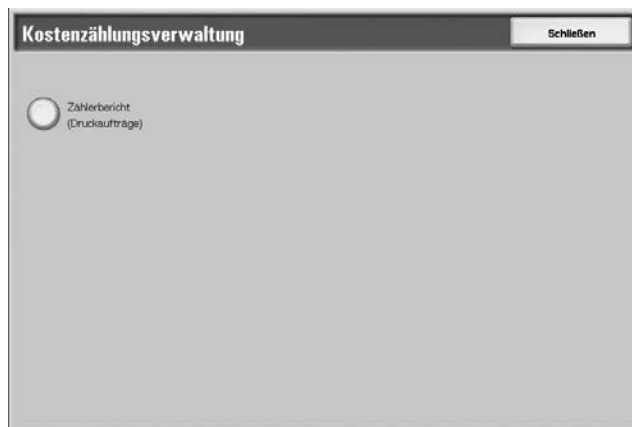 Kostenzählungsverwaltung
Schließen
Zählerbericht
(Druckaufträge)